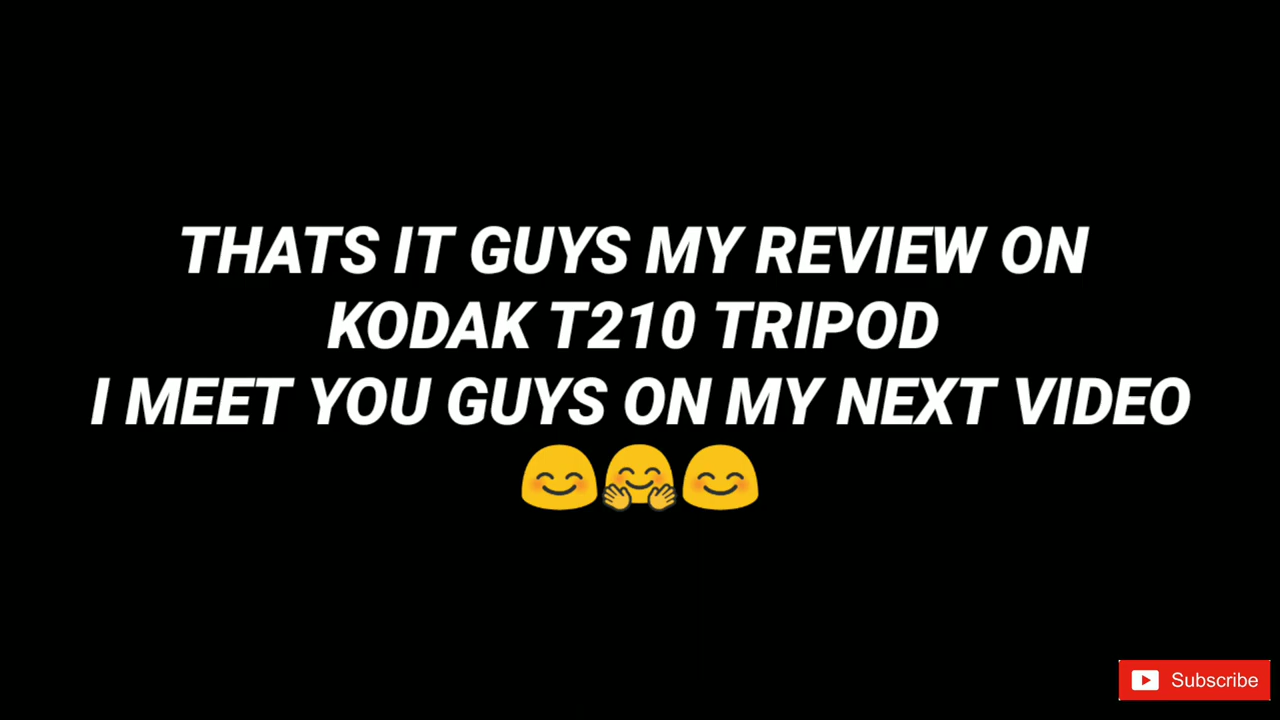 THATS IT GUYS MY REVIEW ON
KODAK T210 TRIPOD
I MEET YOU GUYS ON MY NEXT VIDEO
😊🤗😊
Subscribe